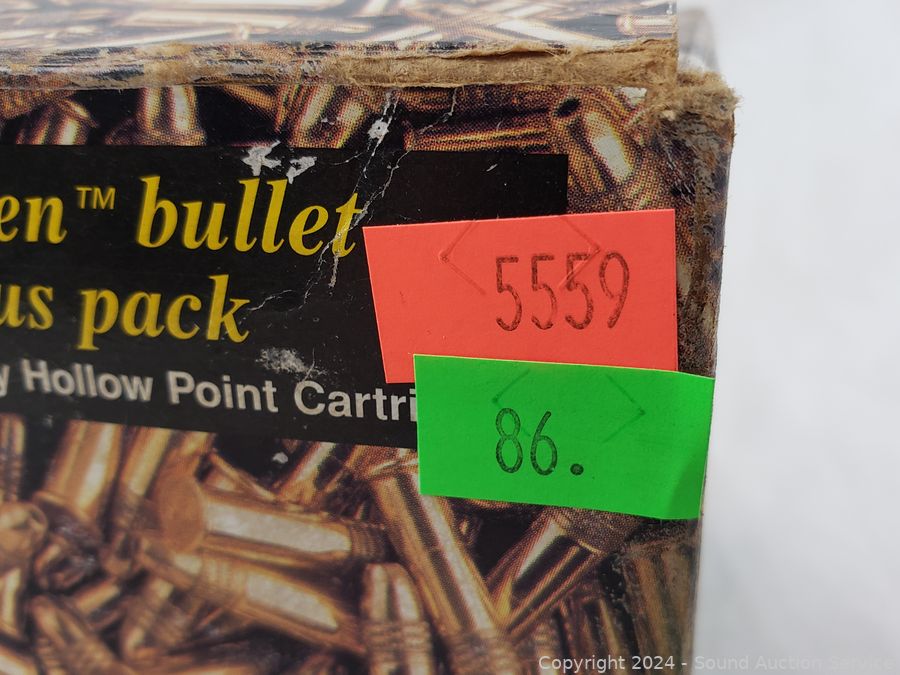 en™ bullet
us pack
y Hollow Point Cartri
5559
86.
Copyright © 2024 - Sound Auction Service